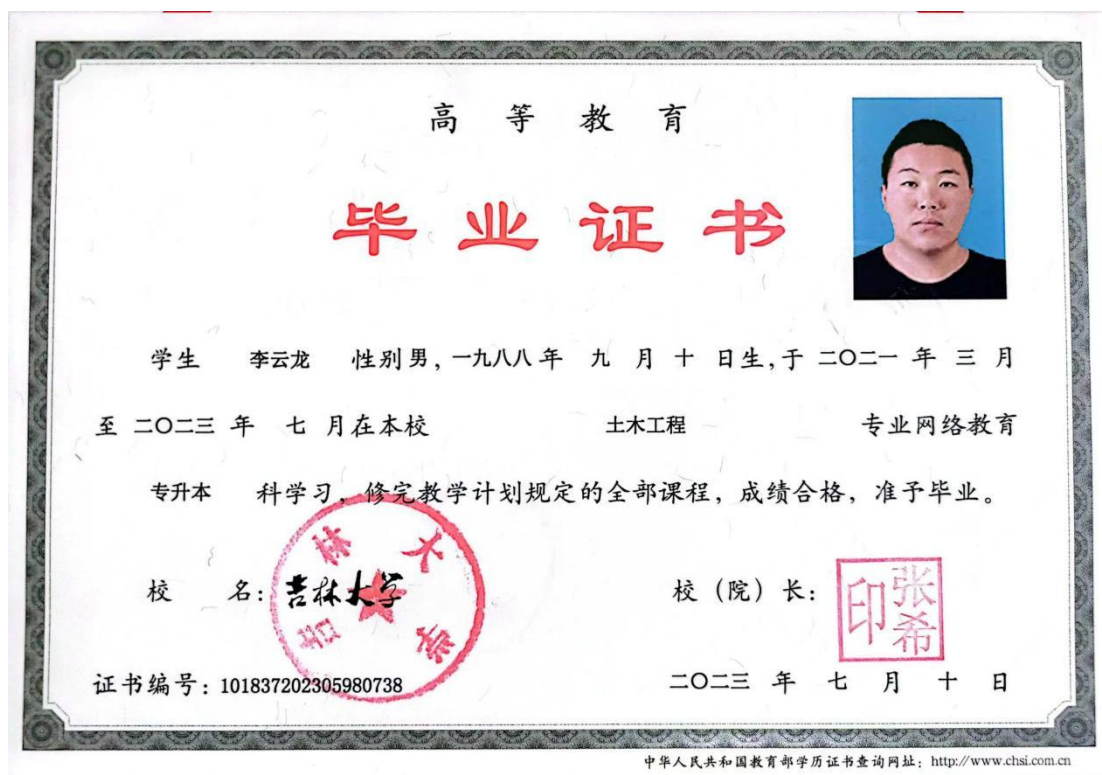 高等教育
毕业证书
学生 李云龙 性别男，一九八八年 九 月 十 日生，于 二〇二一 年 三 月
至 二〇二三 年 七 月在本校 土木工程 专业网络教育
专升本 科学习，修完教学计划规定的全部课程，成绩合格，准予毕业。
校 名：吉林大学
吉林大学章
校（院）长：
张希印
证书编号：101837202305980738
二〇二三 年 七 月 十 日
中华人民共和国教育部学历证书查询网址：http://www.chsi.com.cn